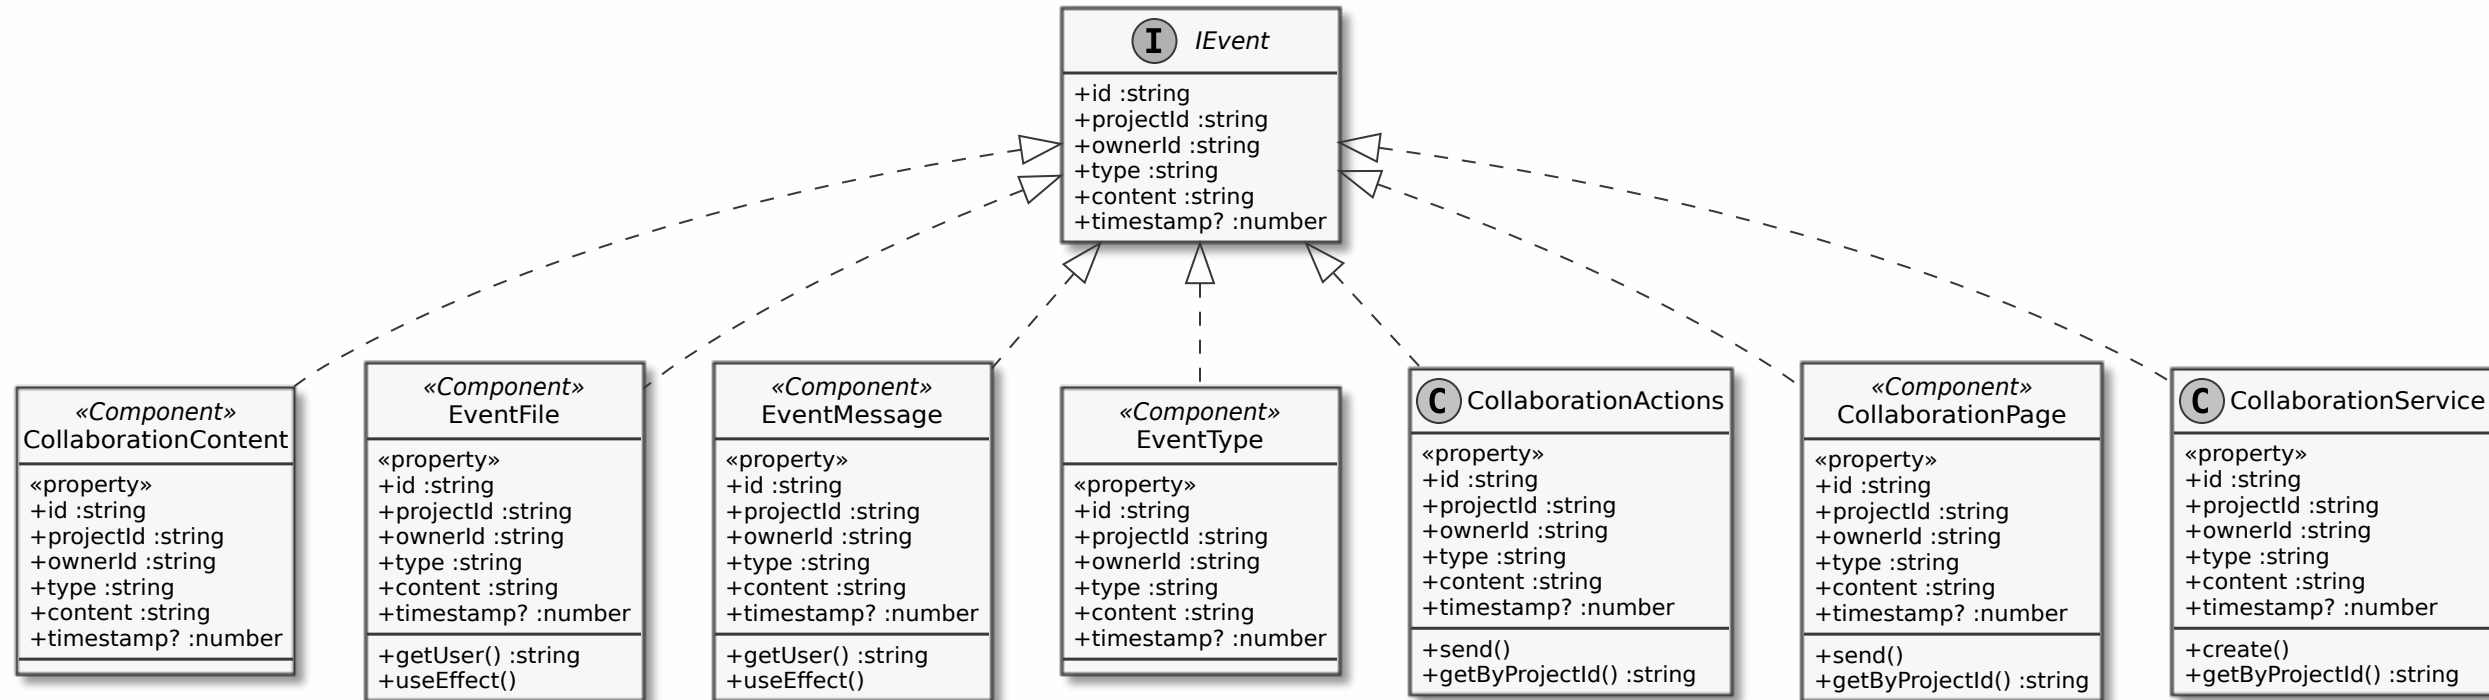 I IEvent
+id :string
+projectId :string
+ownerId :string
+type :string
+content :string
+timestamp? :number
«Component»
CollaborationContent
«property»
+id :string
+projectId :string
+ownerId :string
+type :string
+content :string
+timestamp? :number
«Component»
EventFile
«property»
+id :string
+projectId :string
+ownerId :string
+type :string
+content :string
+timestamp? :number
+getUser() :string
+useEffect()
«Component»
EventMessage
«property»
+id :string
+projectId :string
+ownerId :string
+type :string
+content :string
+timestamp? :number
+getUser() :string
+useEffect()
«Component»
EventType
«property»
+id :string
+projectId :string
+ownerId :string
+type :string
+content :string
+timestamp? :number
C CollaborationActions
«property»
+id :string
+projectId :string
+ownerId :string
+type :string
+content :string
+timestamp? :number
+send()
+getByProjectId() :string
«Component»
CollaborationPage
«property»
+id :string
+projectId :string
+ownerId :string
+type :string
+content :string
+timestamp? :number
+send()
+getByProjectId() :string
C CollaborationService
«property»
+id :string
+projectId :string
+ownerId :string
+type :string
+content :string
+timestamp? :number
+create()
+getByProjectId() :string